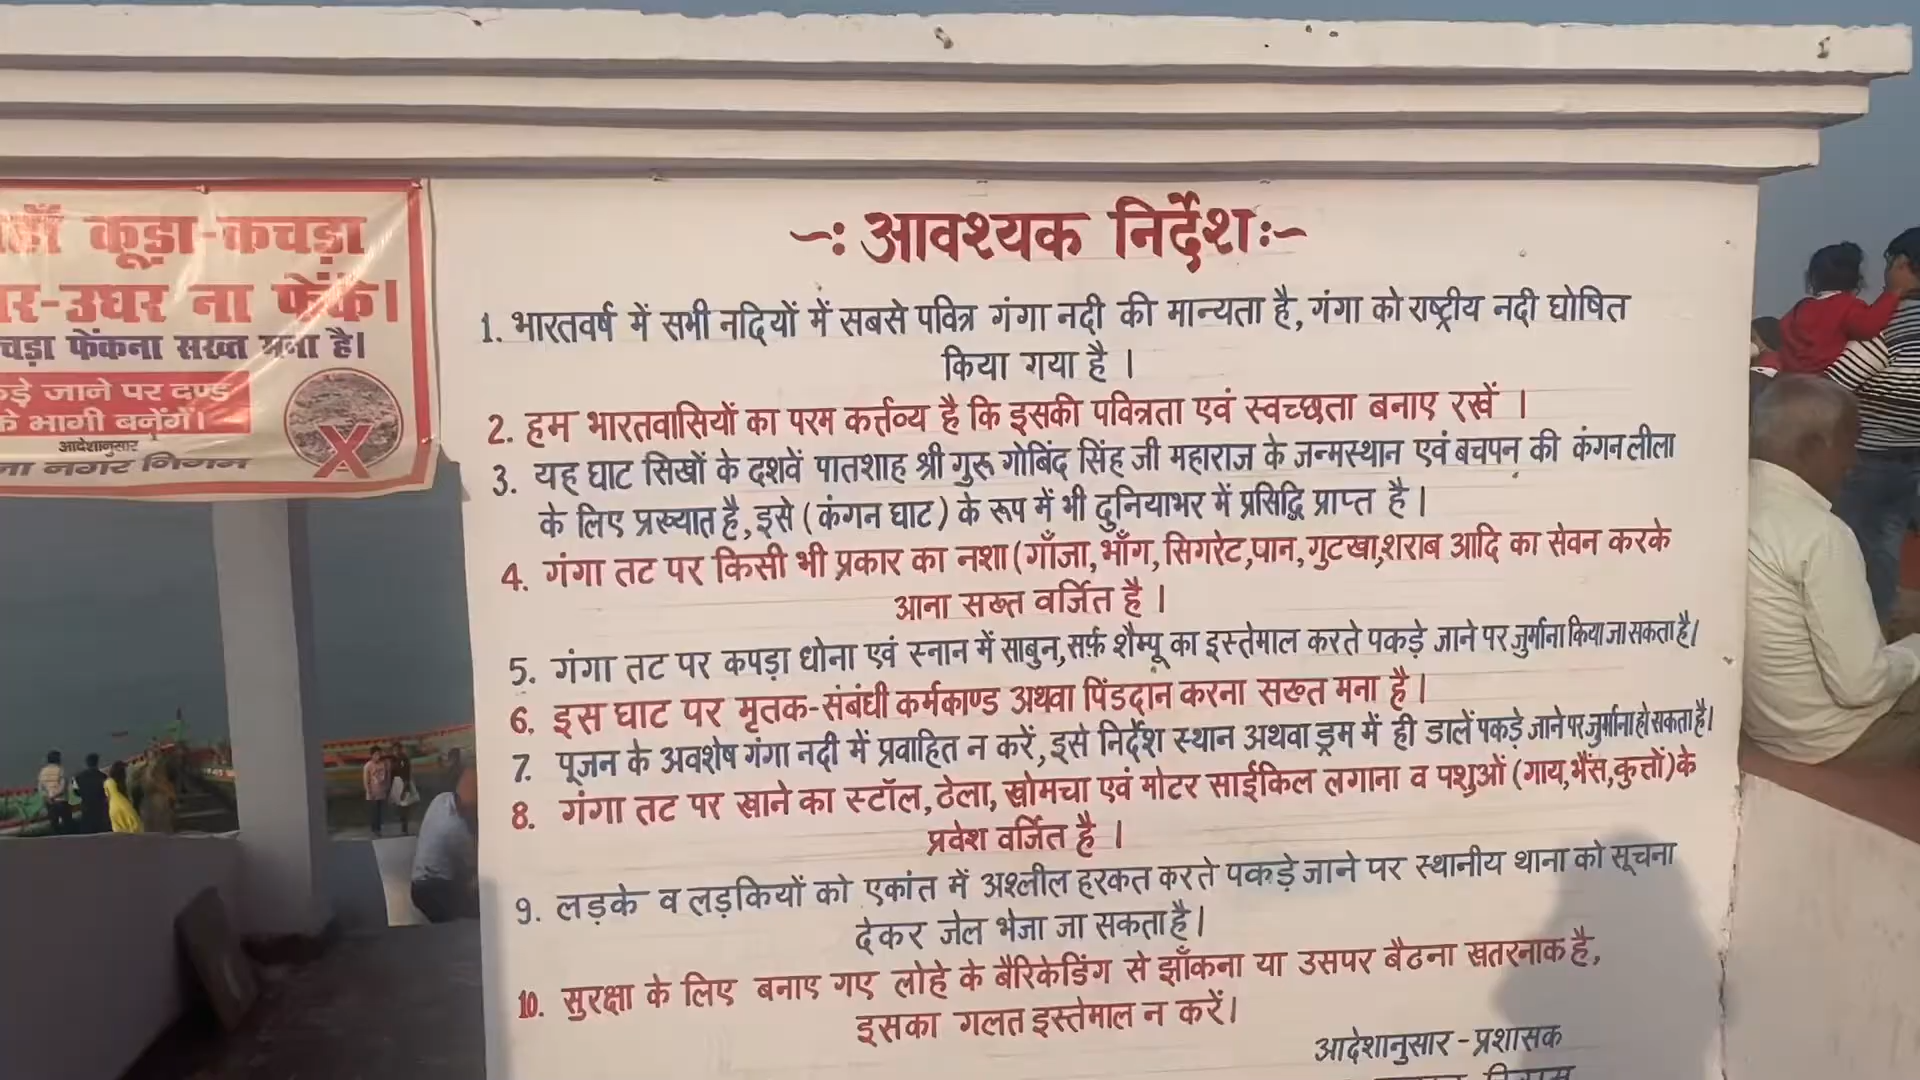 कूड़ा-कचड़ा
ना फेंके।
फेंकना सख्त मना है।
जाने पर दण्ड
के भागी बनेंगें।
आदेशानुसार
नगर निगम
~: आवश्यक निर्देश :~
1. भारतवर्ष में सभी नदियों में सबसे पवित्र गंगा नदी की मान्यता है, गंगा को राष्ट्रीय नदी घोषित
किया गया है ।
2. हम भारतवासियों का परम कर्त्तव्य है कि इसकी पवित्रता एवं स्वच्छता बनाए रखें ।
3. यह घाट सिखों के दशवें पातशाह श्री गुरू गोबिंद सिंह जी महाराज के जन्मस्थान एवं बचपन की कंगन लीला
के लिए प्रख्यात है, इसे (कंगन घाट) के रूप में भी दुनियाभर में प्रसिद्धि प्राप्त है ।
4. गंगा तट पर किसी भी प्रकार का नशा (गाँजा, भाँग, सिगरेट, पान, गुटखा, शराब आदि का सेवन करके
आना सख्त वर्जित है ।
5. गंगा तट पर कपड़ा धोना एवं स्नान में साबुन, सर्फ़ शैम्पू का इस्तेमाल करते पकड़े जाने पर जुर्माना किया जा सकता है।
6. इस घाट पर मृतक-संबंधी कर्मकाण्ड अथवा पिंडदान करना सख्त मना है ।
7. पूजन के अवशेष गंगा नदी में प्रवाहित न करें, इसे निर्देश स्थान अथवा ड्रम में ही डालें पकड़े जाने पर जुर्माना हो सकता है।
8. गंगा तट पर खाने का स्टॉल, ठेला, खोमचा एवं मोटर साईकिल लगाना व पशुओं (गाय, भैंस, कुत्तों) के
प्रवेश वर्जित है ।
9. लड़के व लड़कियों को एकांत में अश्लील हरकत करते पकड़े जाने पर स्थानीय थाना को सूचना
देकर जेल भेजा जा सकता है।
10. सुरक्षा के लिए बनाए गए लोहे के बैरिकेडिंग से झाँकना या उसपर बैठना खतरनाक है,
इसका गलत इस्तेमाल न करें।
आदेशानुसार - प्रशासक